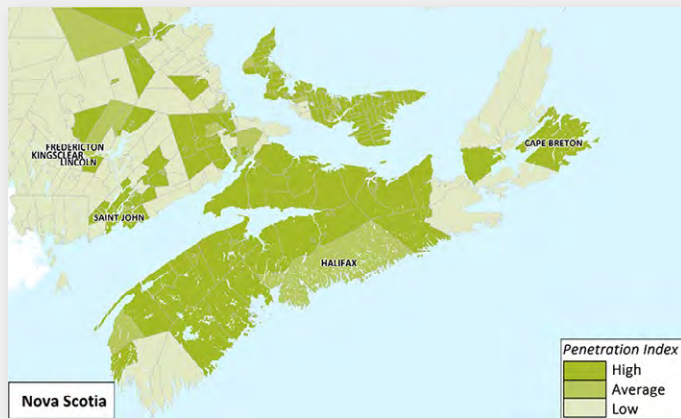 FREDERICTON
KINGSCLEAR
LINCOLN
SAINT JOHN
CAPE BRETON
HALIFAX
Nova Scotia
Penetration Index
High
Average
Low